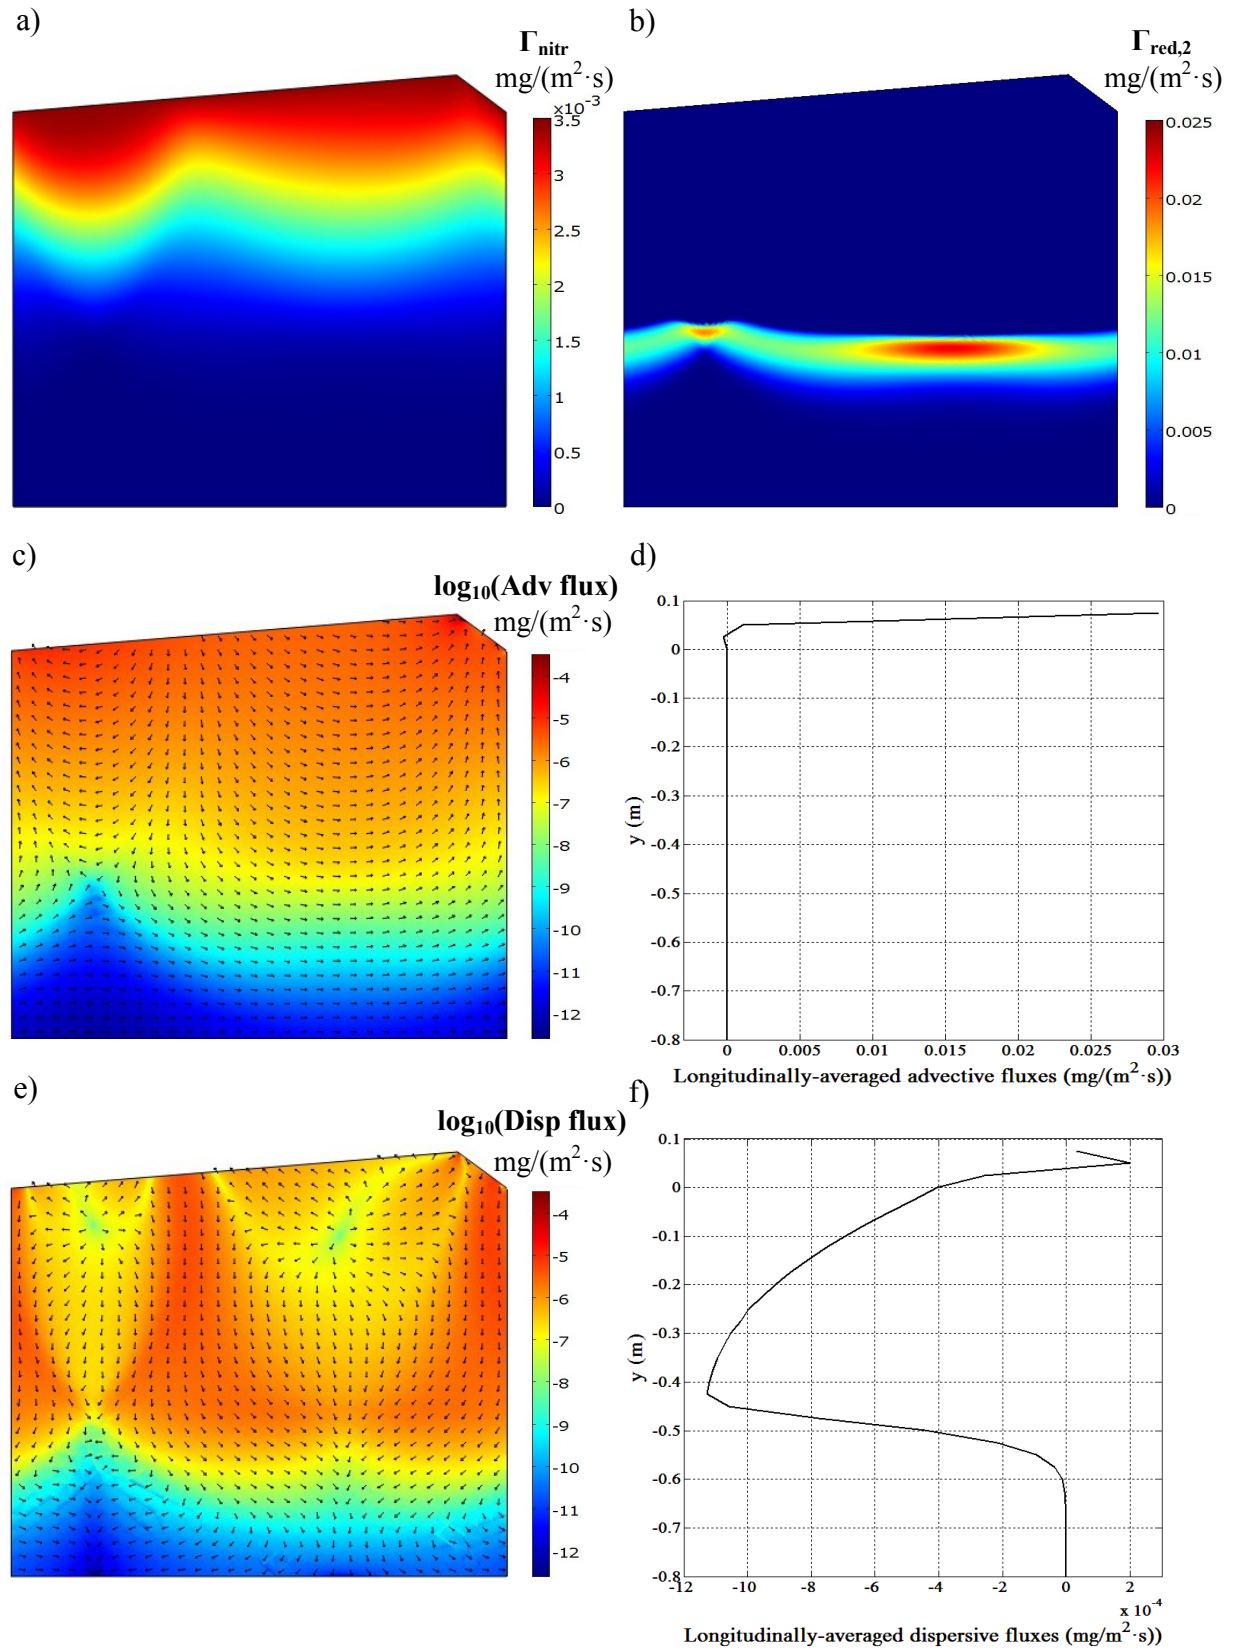 a)
Γnitr
mg/(m²·s)
×10⁻³
3.5
3
2.5
2
1.5
1
0.5
0
b)
Γred,2
mg/(m²·s)
0.025
0.02
0.015
0.01
0.005
0
c)
log₁₀(Adv flux)
mg/(m²·s)
-4
-5
-6
-7
-8
-9
-10
-11
-12
d)
0.1
0
-0.1
-0.2
-0.3
-0.4
-0.5
-0.6
-0.7
-0.8
y (m)
0 0.005 0.01 0.015 0.02 0.025 0.03
Longitudinally-averaged advective fluxes (mg/(m²·s))
e)
log₁₀(Disp flux)
mg/(m²·s)
-4
-5
-6
-7
-8
-9
-10
-11
-12
f)
0.1
0
-0.1
-0.2
-0.3
-0.4
-0.5
-0.6
-0.7
-0.8
y (m)
-12 -10 -8 -6 -4 -2 0 2
x 10⁻⁴
Longitudinally-averaged dispersive fluxes (mg/m²·s))